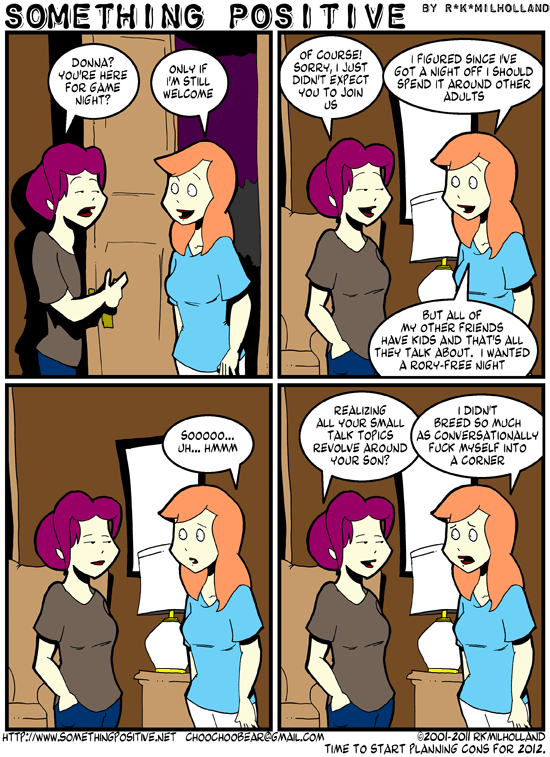 SOMETHING POSITIVE BY R*K*MILHOLLAND
DONNA?
YOU'RE HERE
FOR GAME
NIGHT?
ONLY IF
I'M STILL
WELCOME
OF COURSE!
SORRY, I JUST
DIDN'T EXPECT
YOU TO JOIN
US
I FIGURED SINCE I'VE
GOT A NIGHT OFF I SHOULD
SPEND IT AROUND OTHER
ADULTS
BUT ALL OF
MY OTHER FRIENDS
HAVE KIDS AND THAT'S ALL
THEY TALK ABOUT. I WANTED
A RORY-FREE NIGHT
SOOOOO...
UH... HMMM
REALIZING
ALL YOUR SMALL
TALK TOPICS
REVOLVE AROUND
YOUR SON?
I DIDN'T
BREED SO MUCH
AS CONVERSATIONALLY
FUCK MYSELF INTO
A CORNER
HTTP://WWW.SOMETHINGPOSITIVE.NET CHOOCHOOBEAR@GMAIL.COM ©2001-2011 RKMILHOLLAND
TIME TO START PLANNING CONS FOR 2012.